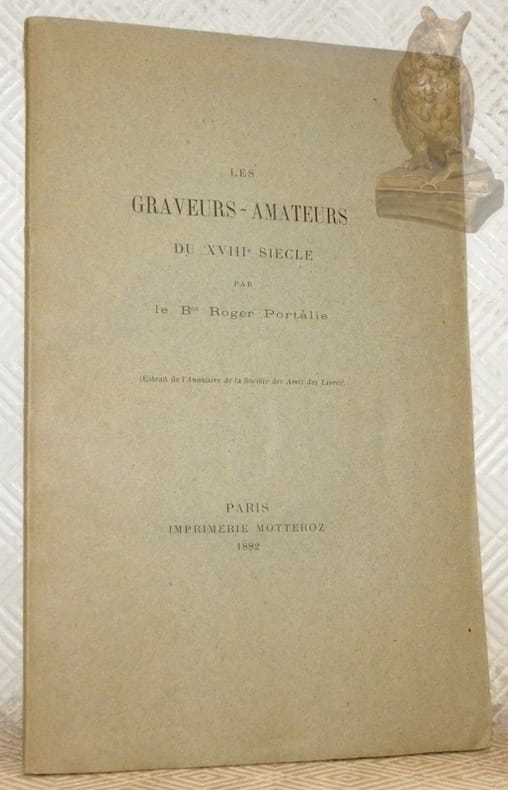 LES
GRAVEURS-AMATEURS
DU XVIIIe SIECLE
PAR
le Bon Roger Portalis
(Extrait de l'Annuaire de la Société des Amis des Livres)
PARIS
IMPRIMERIE MOTTEROZ
1882